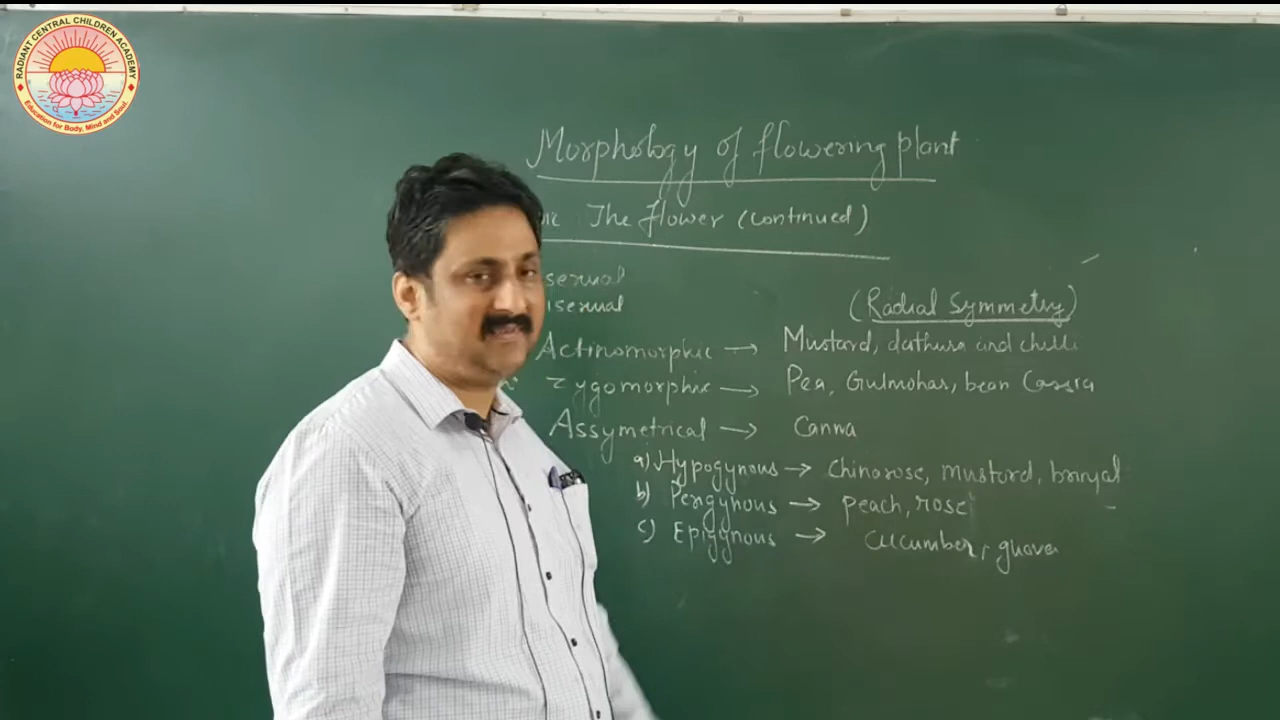 RADIANT CENTRAL CHILDREN ACADEMY
Education for Body, Mind and Soul.
Morphology of flowering plant
The flower (continued)
sexual
isexual
(Radial Symmetry)
Actinomorphic → Mustard, dathura and chilli
Zygomorphic → Pea, Gulmohar, bean Cassia
Assymetrical → Canna
a) Hypogynous → Chinarose, mustard, brinjal
b) Perigynous → peach, rose
c) Epigynous → cucumber, guava